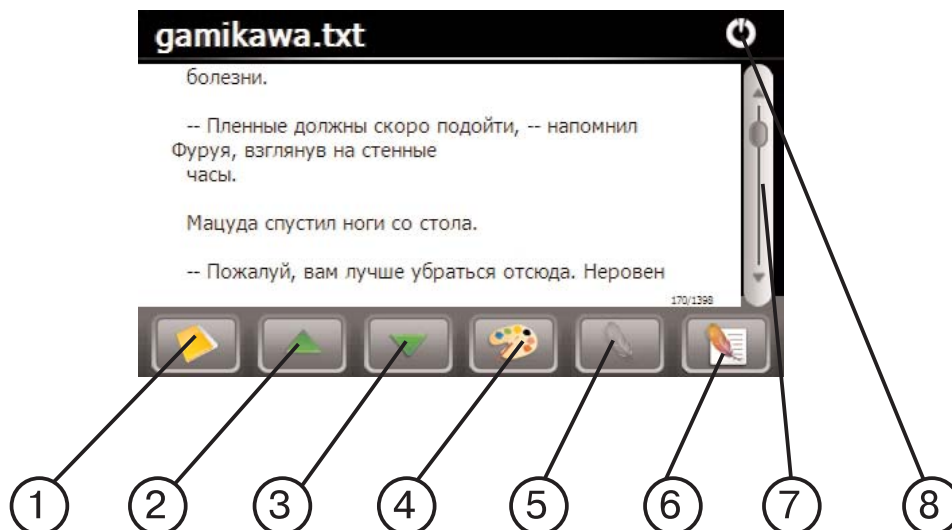 gamikawa.txt
болезни.
-- Пленные должны скоро подойти, -- напомнил
Фуруя, взглянув на стенные
часы.
Мацуда спустил ноги со стола.
-- Пожалуй, вам лучше убраться отсюда. Неровен
170/1398
1 2 3 4 5 6 7 8